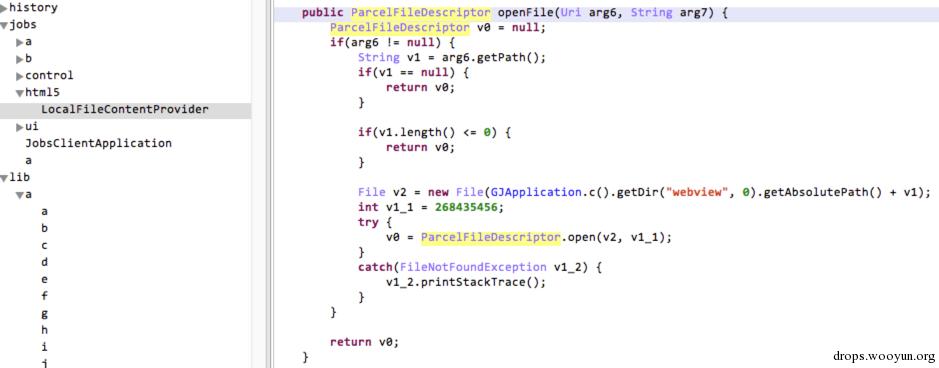 history
jobs
a
b
control
html5
LocalFileContentProvider
ui
JobsClientApplication
a
lib
a
a
b
c
d
e
f
g
h
i
j
public ParcelFileDescriptor openFile(Uri arg6, String arg7) {
ParcelFileDescriptor v0 = null;
if(arg6 != null) {
String v1 = arg6.getPath();
if(v1 == null) {
return v0;
}
if(v1.length() <= 0) {
return v0;
}
File v2 = new File(GJApplication.c().getDir("webview", 0).getAbsolutePath() + v1);
int v1_1 = 268435456;
try {
v0 = ParcelFileDescriptor.open(v2, v1_1);
}
catch(FileNotFoundException v1_2) {
v1_2.printStackTrace();
}
}
return v0;
}
drops.wooyun.org